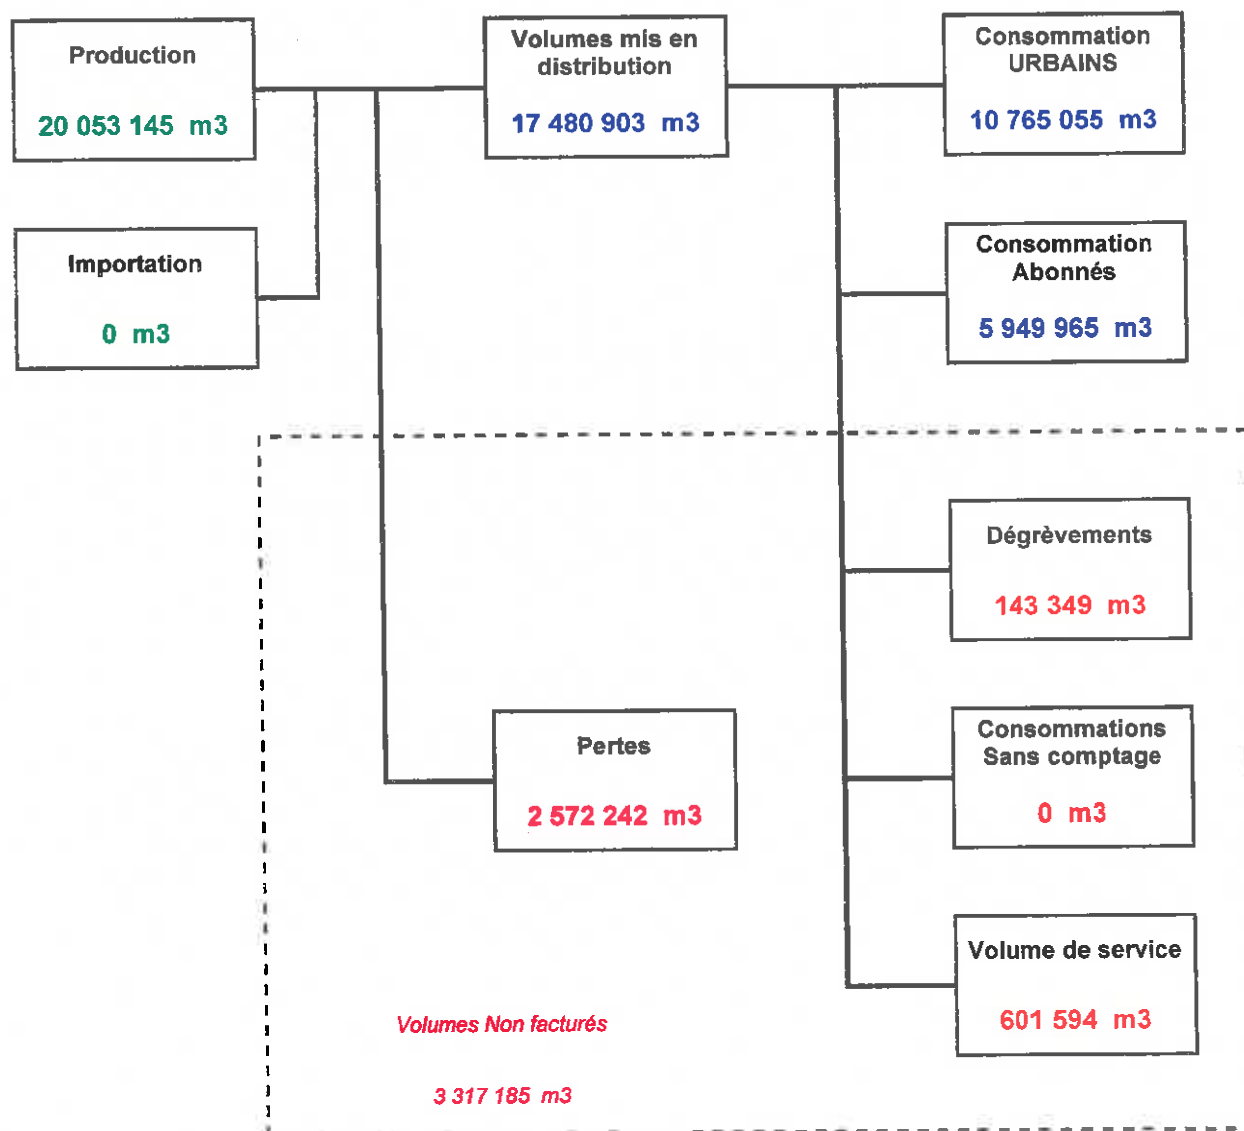 Production
20 053 145 m3
Volumes mis en
distribution
17 480 903 m3
Consommation
URBAINS
10 765 055 m3
Importation
0 m3
Consommation
Abonnés
5 949 965 m3
Dégrèvements
143 349 m3
Pertes
2 572 242 m3
Consommations
Sans comptage
0 m3
Volume de service
601 594 m3
Volumes Non facturés
3 317 185 m3